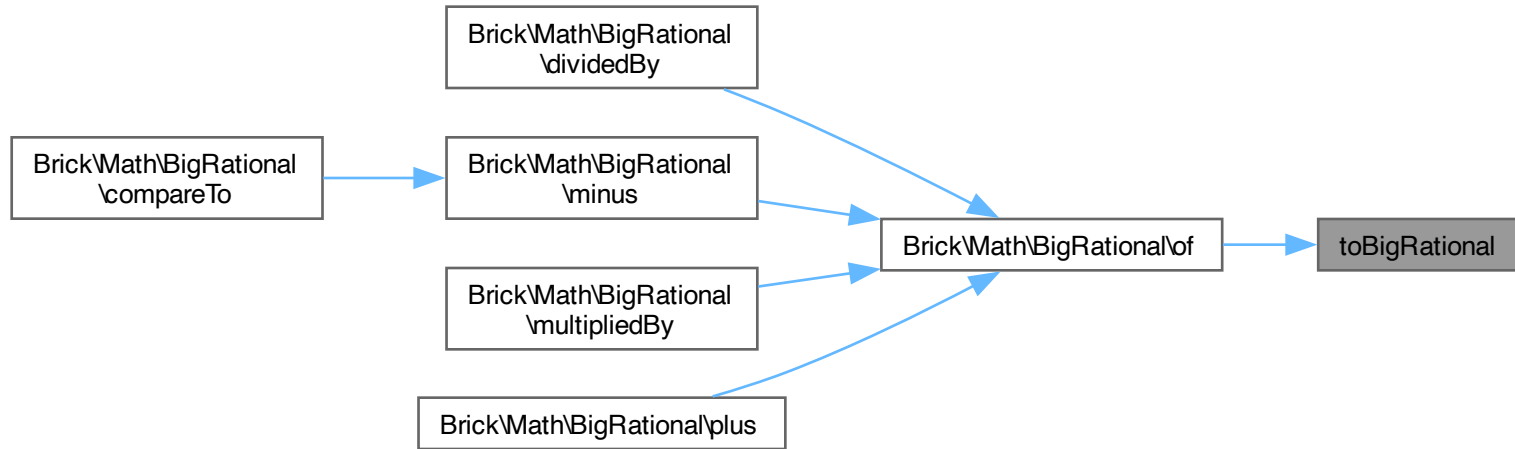 Brick\Math\BigRational
\dividedBy
Brick\Math\BigRational
\compareTo
Brick\Math\BigRational
\minus
Brick\Math\BigRational\of
toBigRational
Brick\Math\BigRational
\multipliedBy
Brick\Math\BigRational\plus